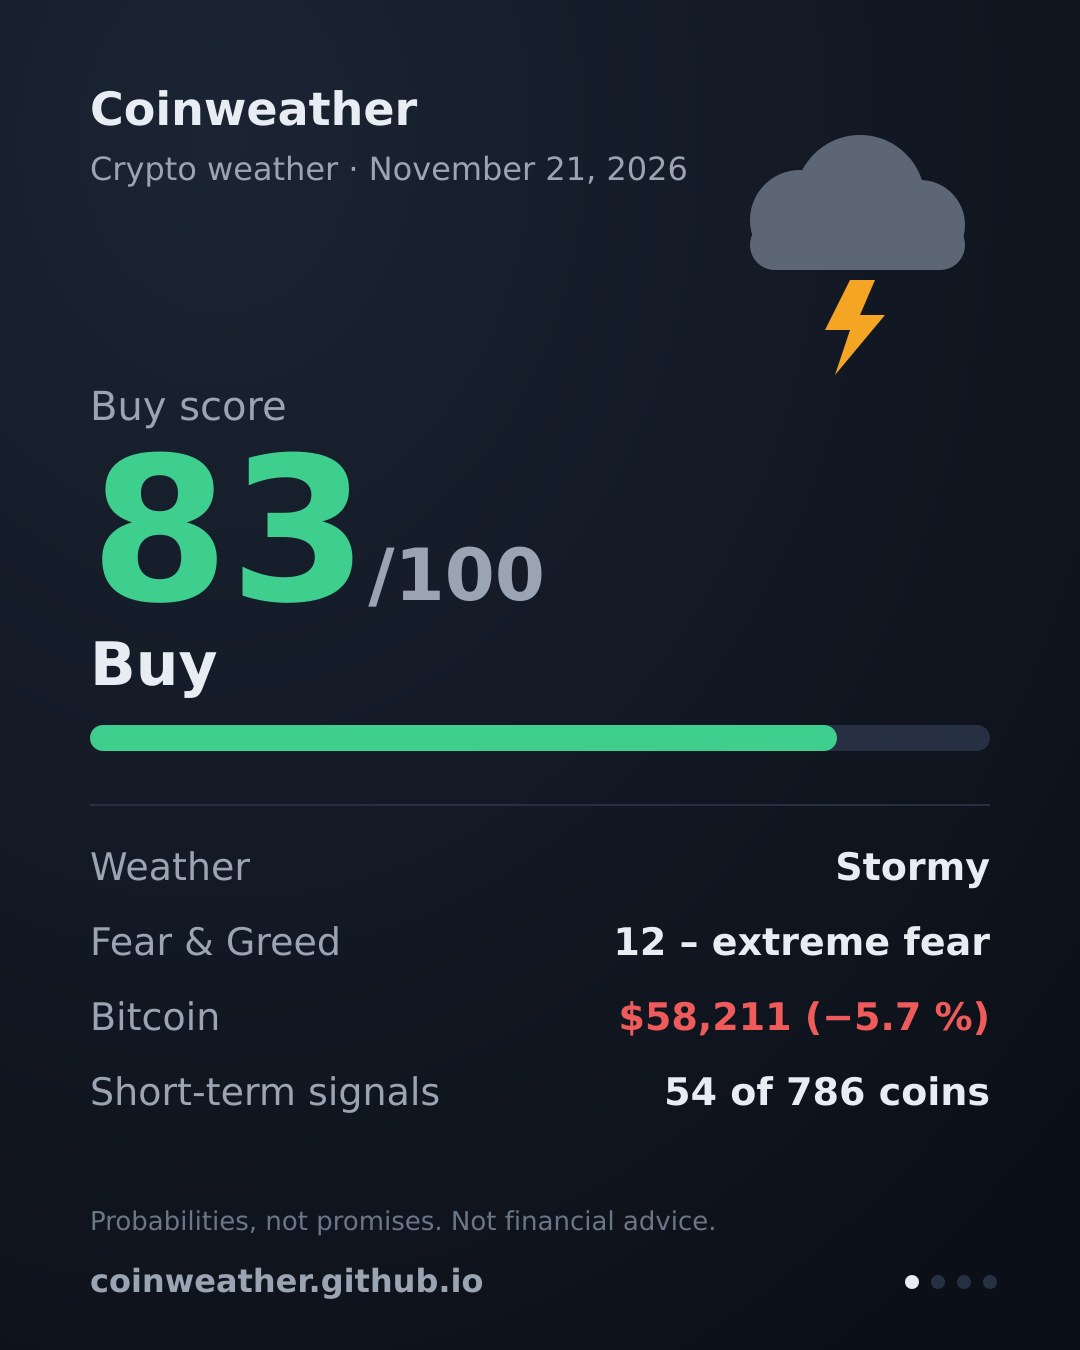 Coinweather
Crypto weather · November 21, 2026
Buy score
83/100
Buy
Weather Stormy
Fear & Greed 12 – extreme fear
Bitcoin $58,211 (−5.7 %)
Short-term signals 54 of 786 coins
Probabilities, not promises. Not financial advice.
coinweather.github.io